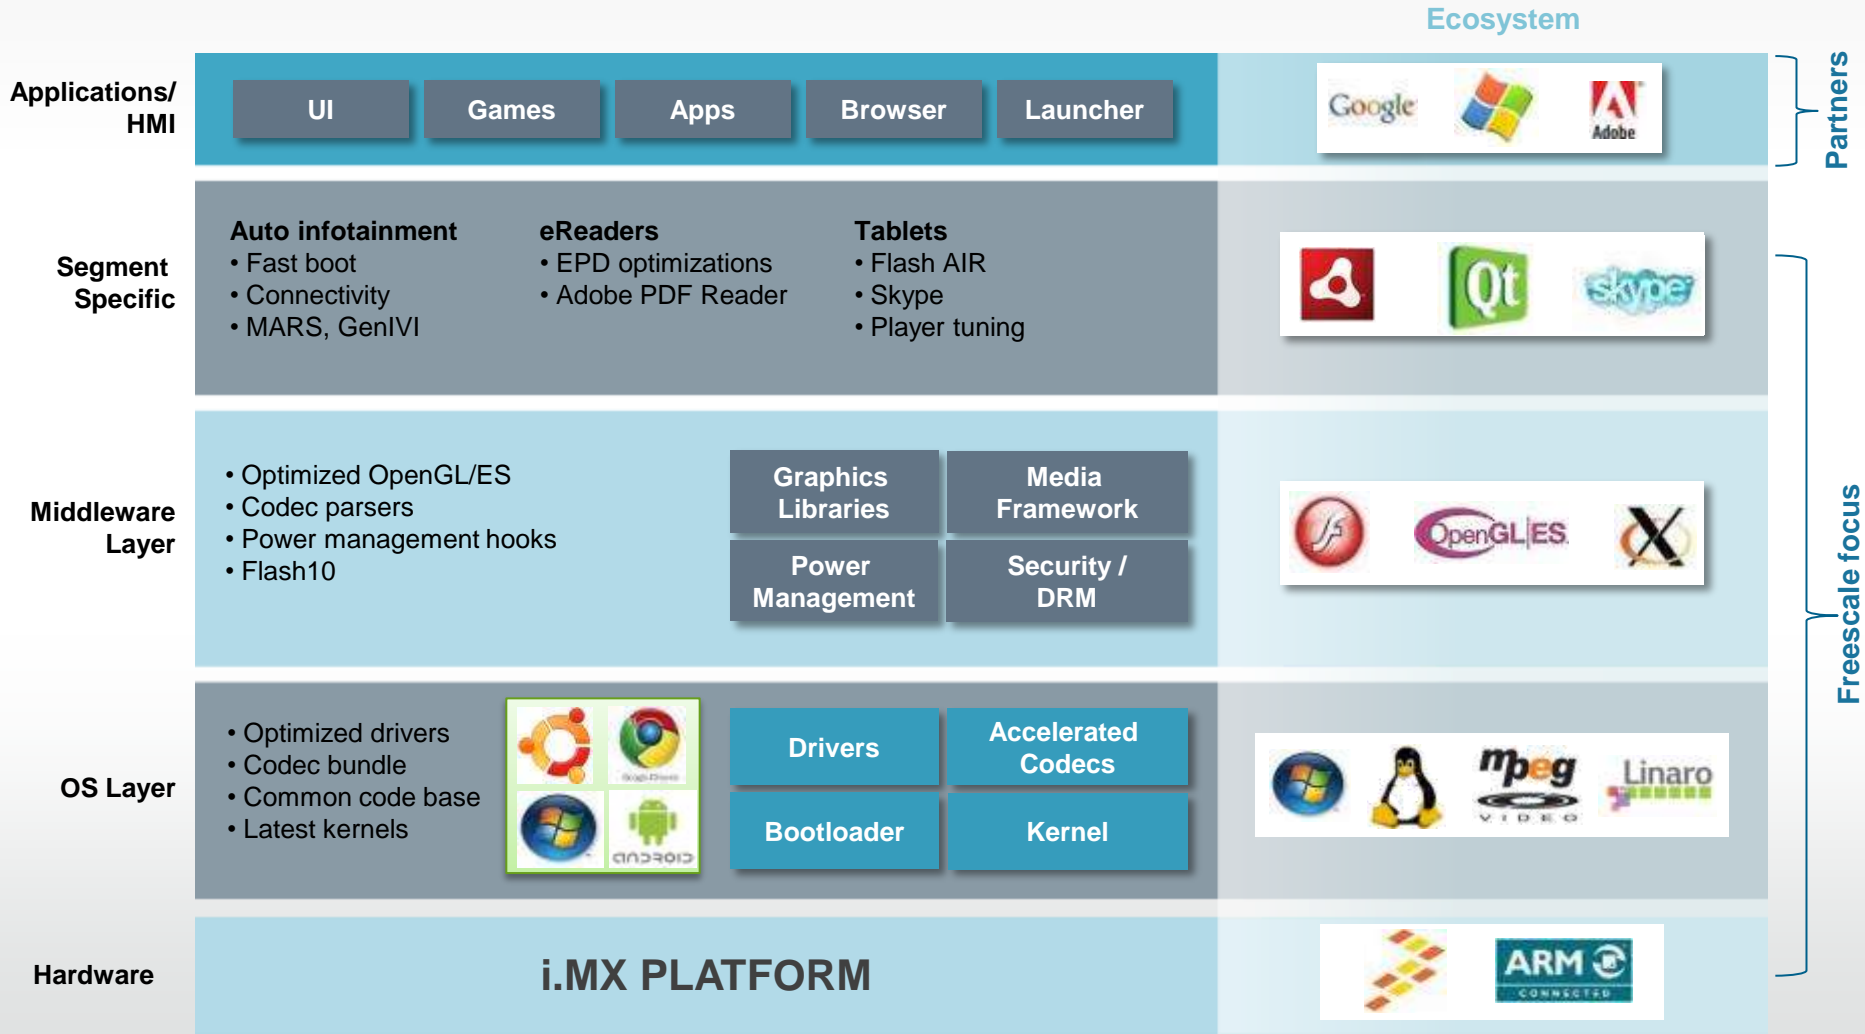 Ecosystem
Applications/
HMI
UI
Games
Apps
Browser
Launcher
Google
Adobe
Partners
Segment
Specific
Auto infotainment
• Fast boot
• Connectivity
• MARS, GenIVI
eReaders
• EPD optimizations
• Adobe PDF Reader
Tablets
• Flash AIR
• Skype
• Player tuning
Qt
skype
Middleware
Layer
• Optimized OpenGL/ES
• Codec parsers
• Power management hooks
• Flash10
Graphics
Libraries
Media
Framework
Power
Management
Security /
DRM
OpenGL|ES
X
Freescale focus
OS Layer
• Optimized drivers
• Codec bundle
• Common code base
• Latest kernels
ANDROID
Drivers
Accelerated
Codecs
Bootloader
Kernel
mpeg
VIDEO
Linaro
Hardware
i.MX PLATFORM
ARM
CONNECTED